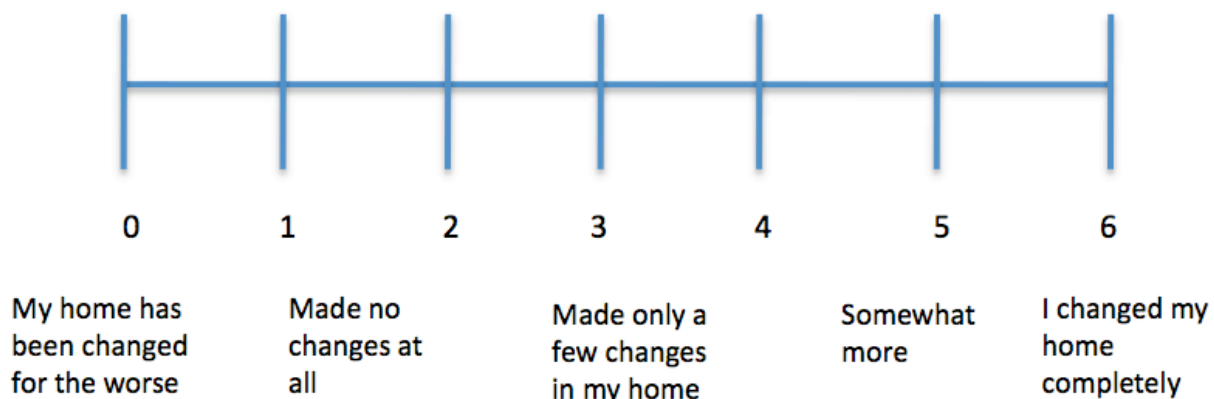 0 1 2 3 4 5 6
My home has
been changed
for the worse
Made no
changes at
all
Made only a
few changes
in my home
Somewhat
more
I changed my
home
completely